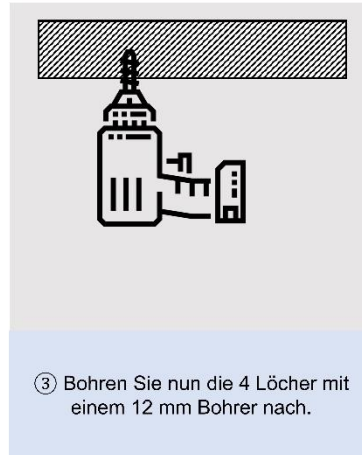 ③ Bohren Sie nun die 4 Löcher mit
einem 12 mm Bohrer nach.